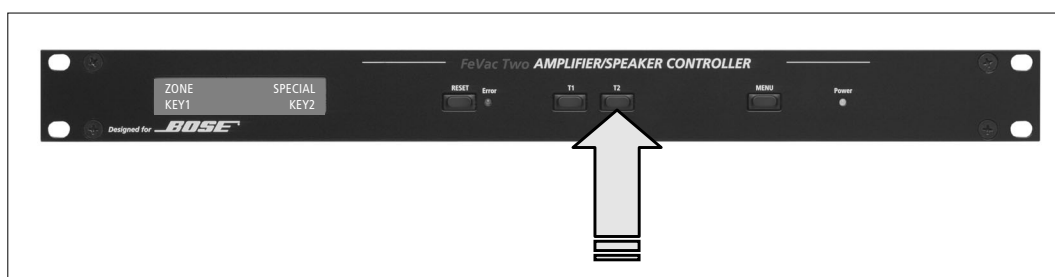 FeVac Two AMPLIFIER/SPEAKER CONTROLLER
ZONE SPECIAL
KEY1 KEY2
RESET Error T1 T2 MENU Power
Designed for BOSE